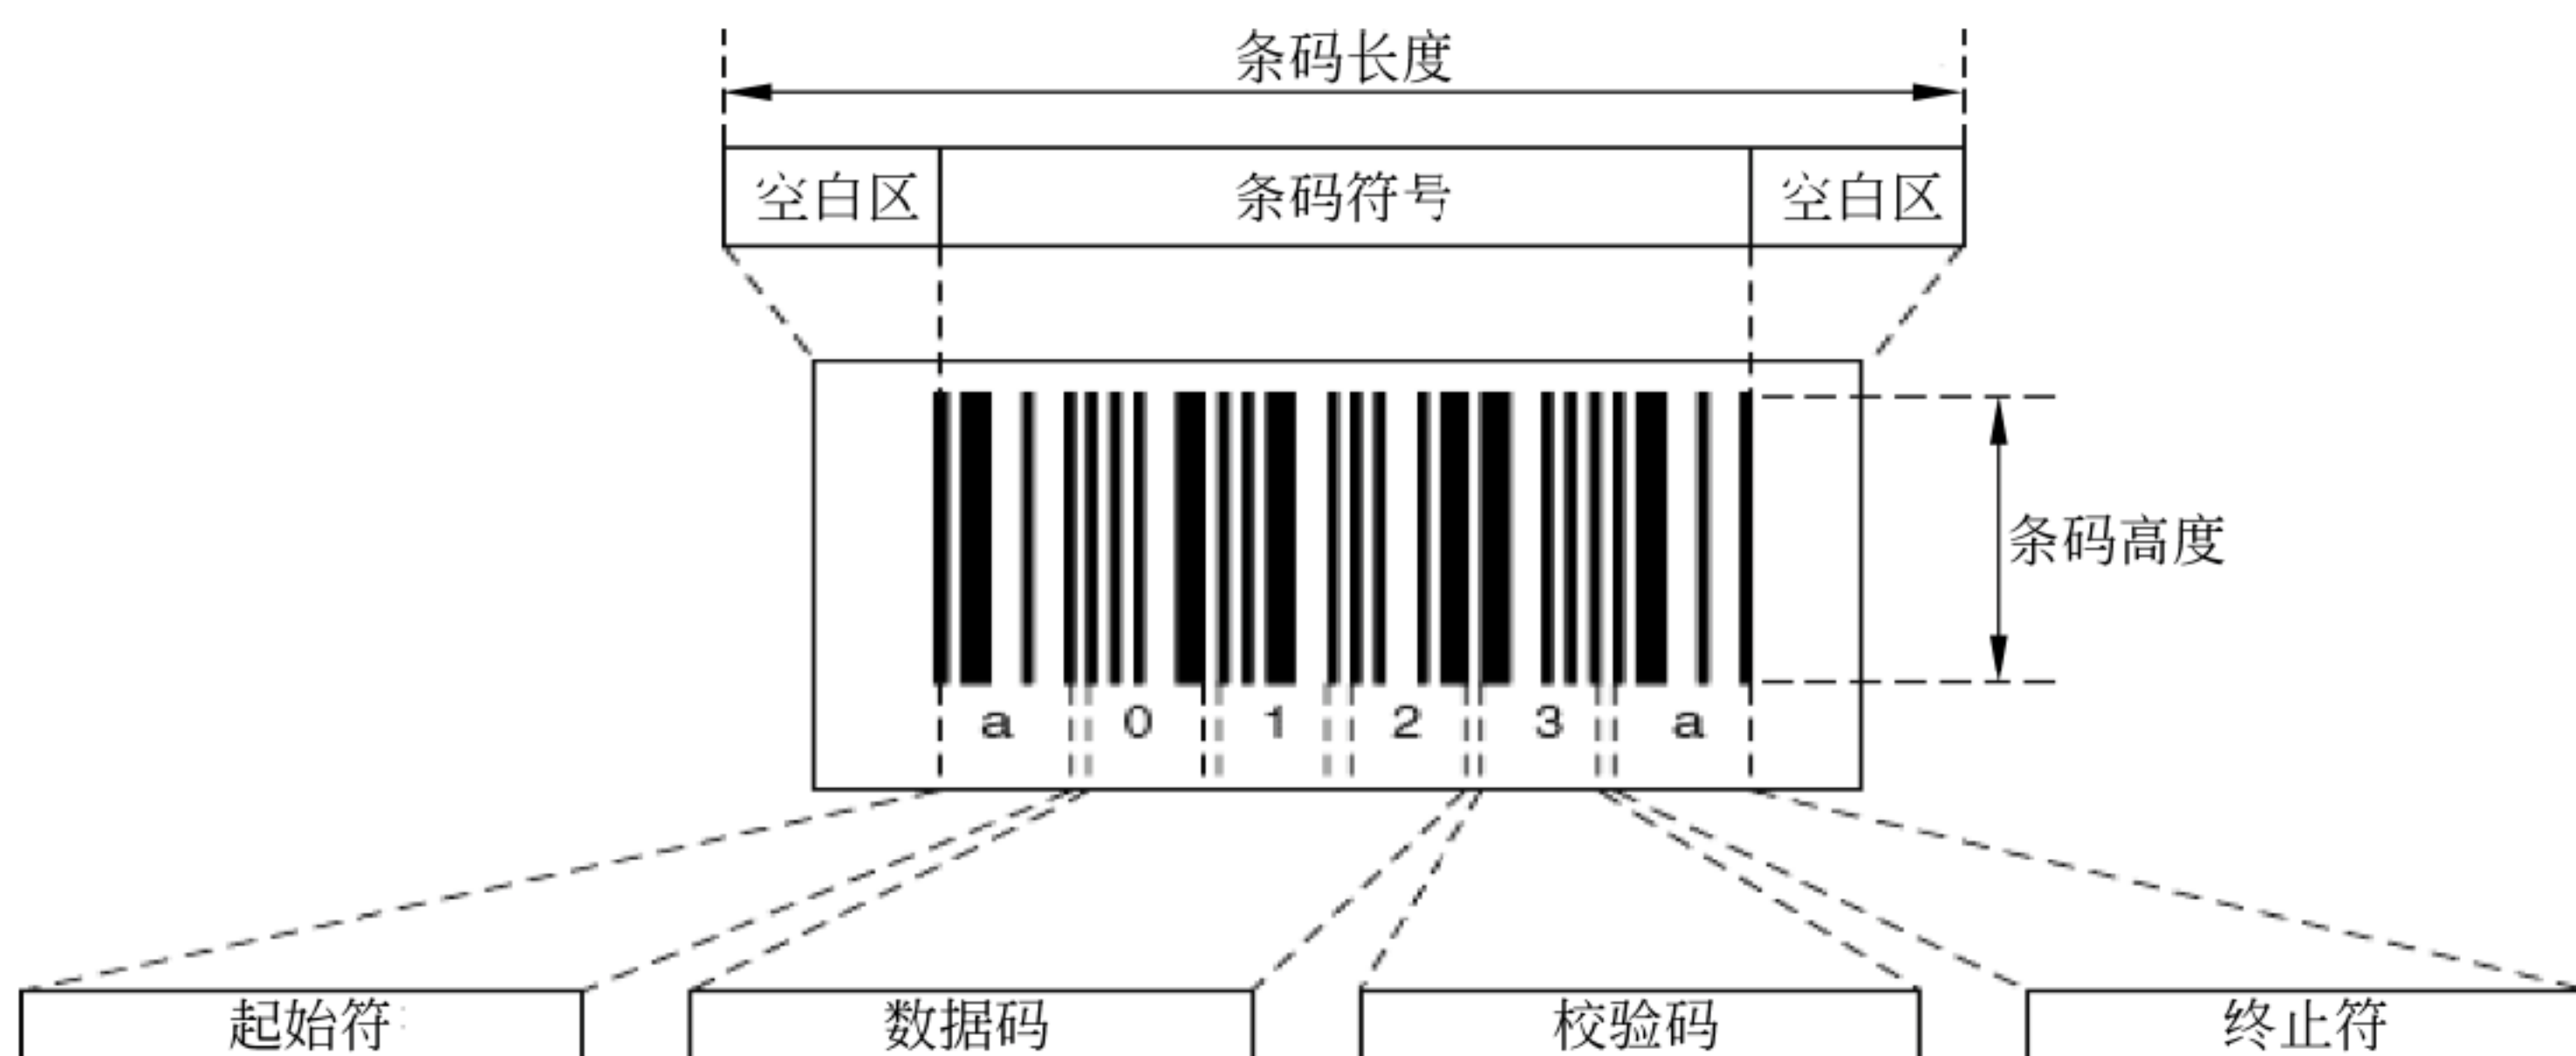 条码长度
空白区 条码符号 空白区
条码高度
a 0 1 2 3 a
起始符 数据码 校验码 终止符